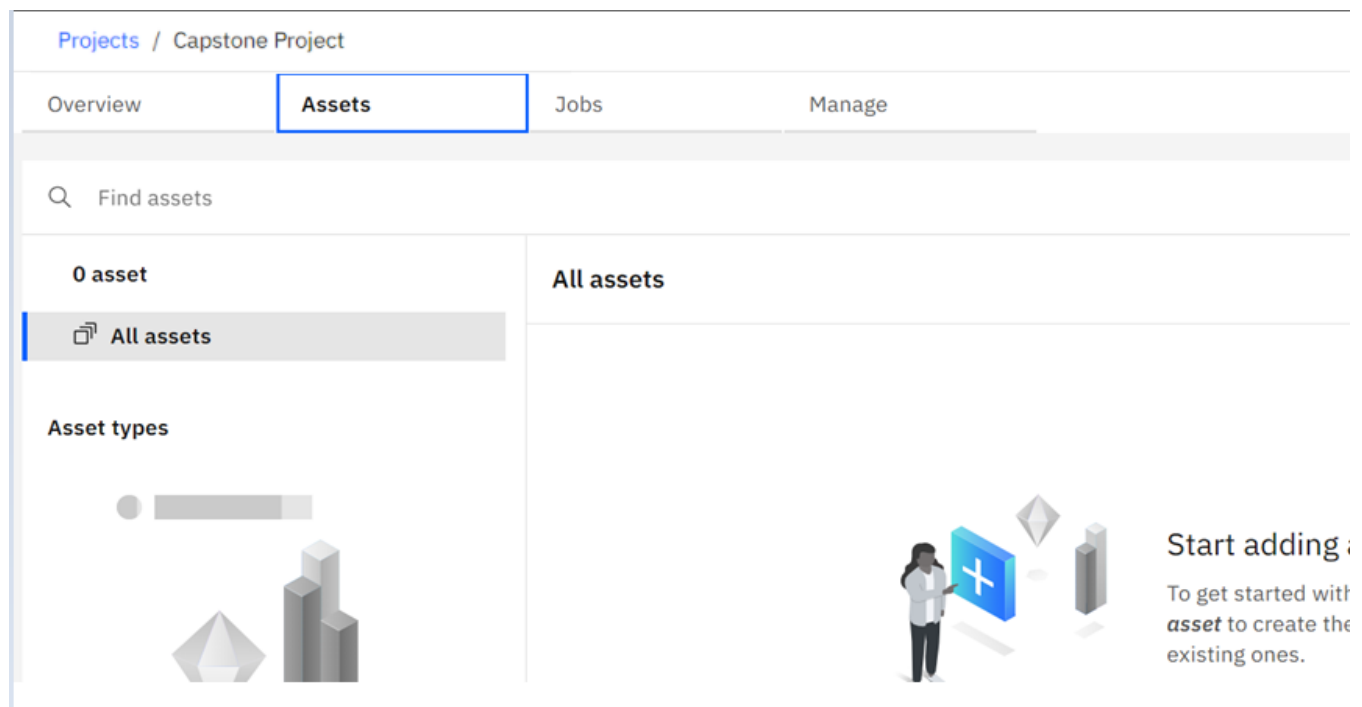 Projects / Capstone Project
Overview Assets Jobs Manage
Find assets
0 asset
All assets
All assets
Asset types
Start adding
To get started with
asset to create the
existing ones.